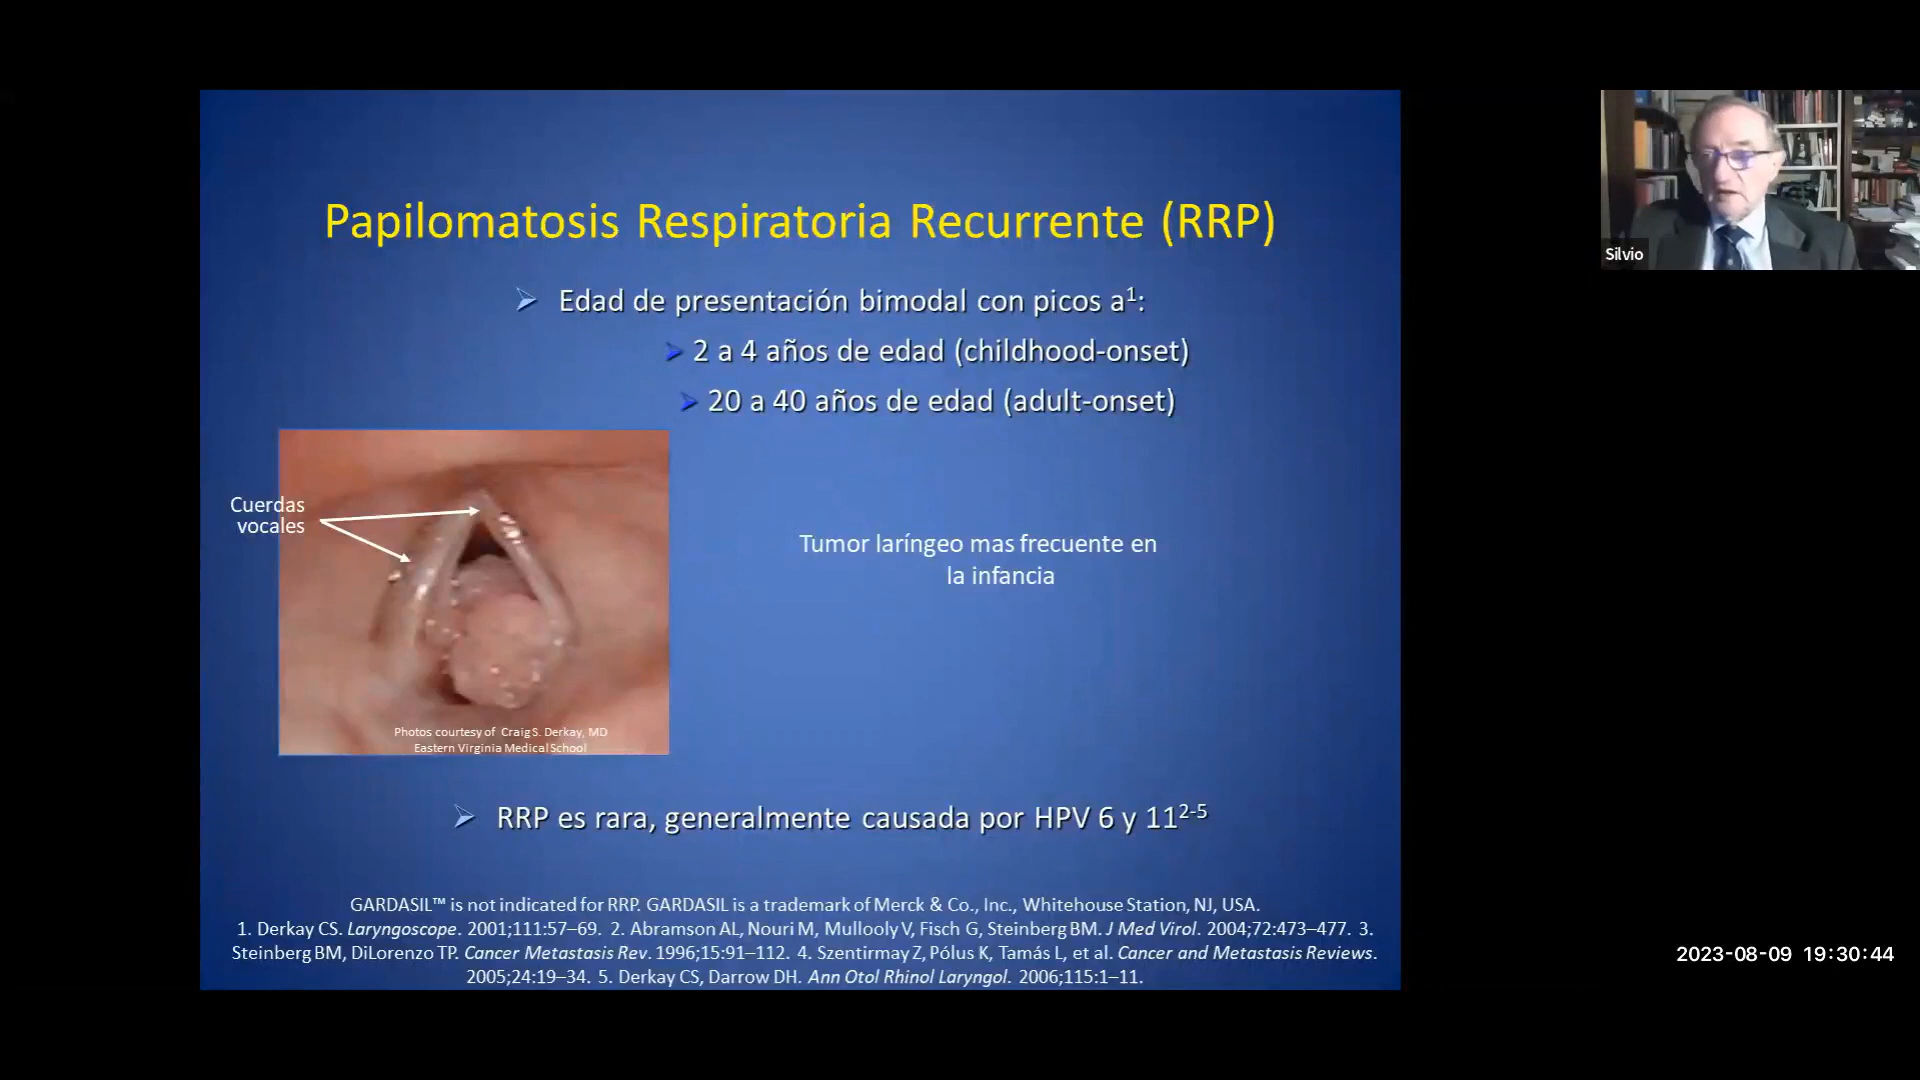 Papilomatosis Respiratoria Recurrente (RRP)
Edad de presentación bimodal con picos a¹:
2 a 4 años de edad (childhood-onset)
20 a 40 años de edad (adult-onset)
Cuerdas
vocales
Tumor laríngeo mas frecuente en
la infancia
Photos courtesy of Craig S. Derkay, MD
Eastern Virginia Medical School
RRP es rara, generalmente causada por HPV 6 y 11²⁻⁵
GARDASIL™ is not indicated for RRP. GARDASIL is a trademark of Merck & Co., Inc., Whitehouse Station, NJ, USA.
1. Derkay CS. Laryngoscope. 2001;111:57–69. 2. Abramson AL, Nouri M, Mullooly V, Fisch G, Steinberg BM. J Med Virol. 2004;72:473–477. 3.
Steinberg BM, DiLorenzo TP. Cancer Metastasis Rev. 1996;15:91–112. 4. Szentirmay Z, Pólus K, Tamás L, et al. Cancer and Metastasis Reviews.
2005;24:19–34. 5. Derkay CS, Darrow DH. Ann Otol Rhinol Laryngol. 2006;115:1–11.
Silvio
2023-08-09 19:30:44